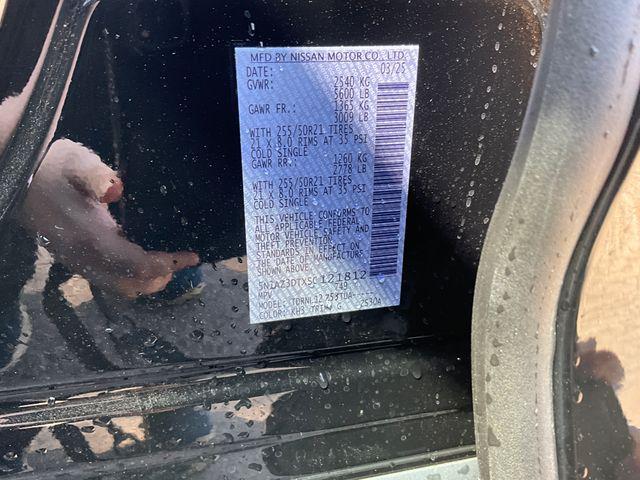 MFD BY NISSAN MOTOR CO., LTD.
DATE: 03/25
GVWR: 2540 KG
5600 LB
GAWR FR.: 1365 KG
3009 LB
WITH 255/50R21 TIRES
21 X 8.0 RIMS AT 35 PSI
COLD SINGLE
GAWR RR.: 1260 KG
2778 LB
WITH 255/50R21 TIRES
21 X 8.0 RIMS AT 35 PSI
COLD SINGLE
THIS VEHICLE CONFORMS TO
ALL APPLICABLE FEDERAL
MOTOR VEHICLE SAFETY AND
THEFT PREVENTION
STANDARDS IN EFFECT ON
THE DATE OF MANUFACTURE
SHOWN ABOVE.
121812
MPV 749
MODEL:
COLOR: KH3 TRIM: G 2530A